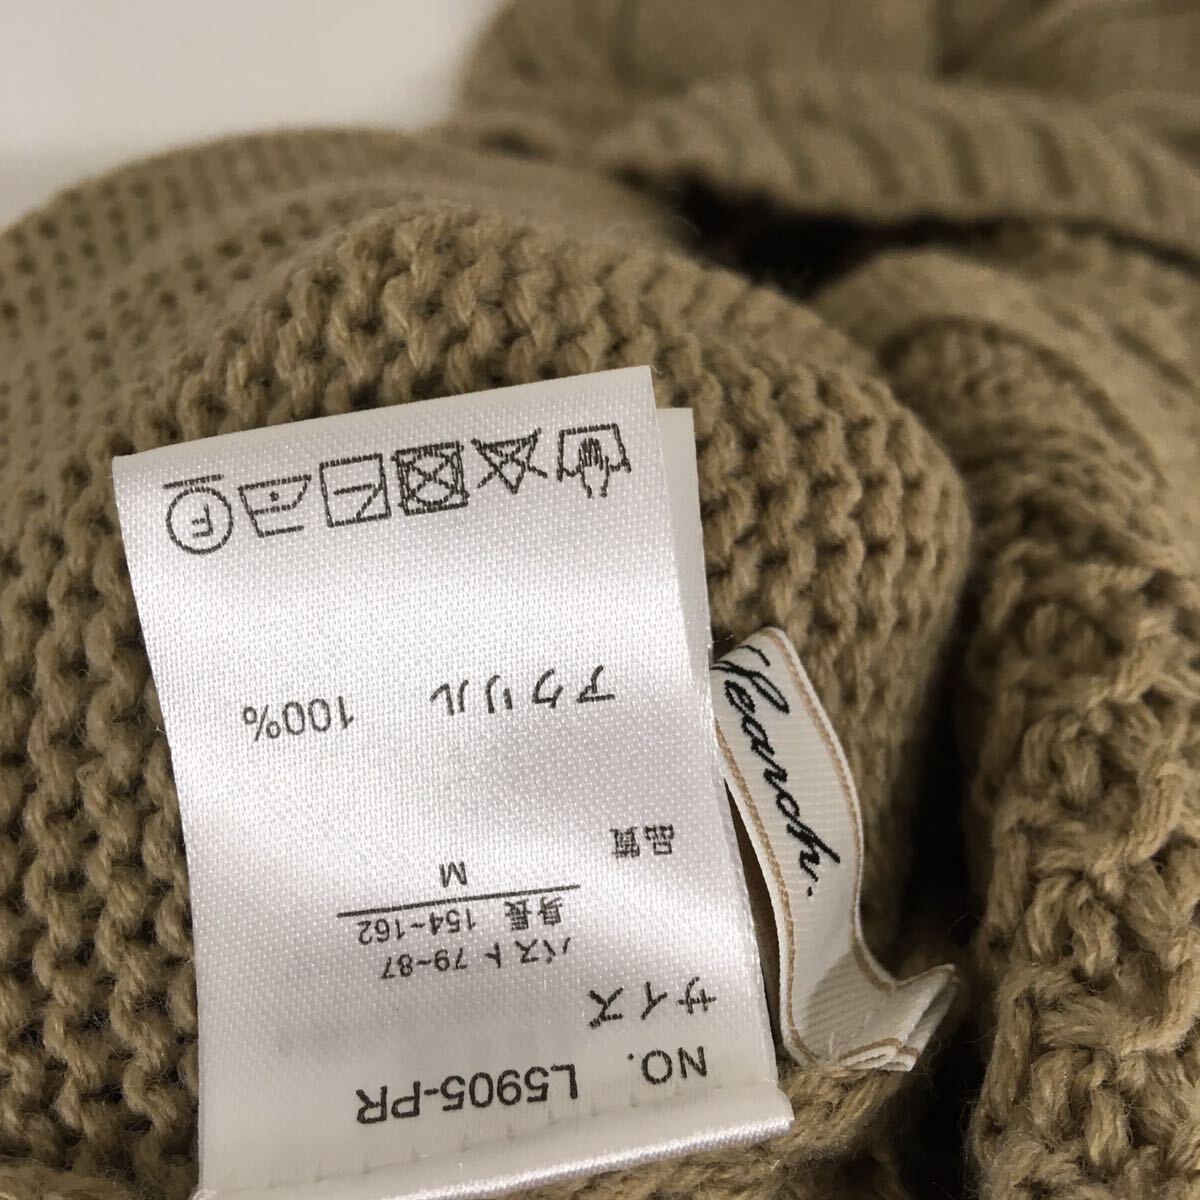 NO. L5905-PR
サイズ
バスト 79~87
身長 154~162
M
品質
アクリル 100%
F
Search.